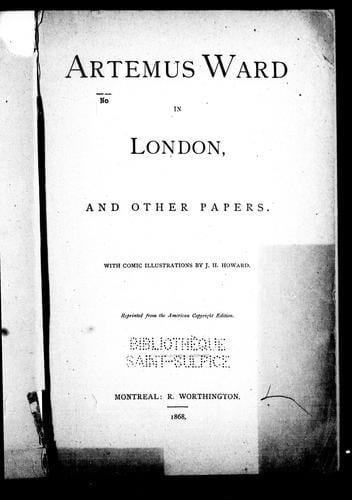 ARTEMUS WARD
No
IN
LONDON,
AND OTHER PAPERS.
WITH COMIC ILLUSTRATIONS BY J. H. HOWARD.
Reprinted from the American Copyright Edition.
BIBLIOTHÈQUE
SAINT-SULPICE
MONTREAL: R. WORTHINGTON.
1868,